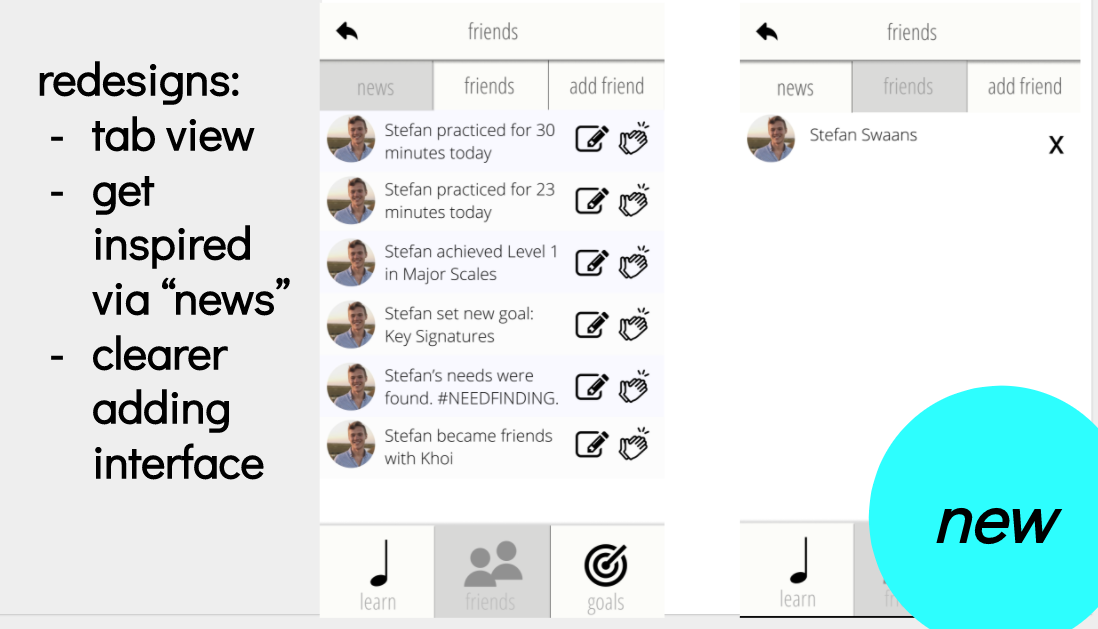 redesigns:
- tab view
- get
inspired
via “news”
- clearer
adding
interface
friends
news friends add friend
Stefan practiced for 30
minutes today
Stefan practiced for 23
minutes today
Stefan achieved Level 1
in Major Scales
Stefan set new goal:
Key Signatures
Stefan’s needs were
found. #NEEDFINDING.
Stefan became friends
with Khoi
learn friends goals
friends
news friends add friend
Stefan Swaans
X
learn
new